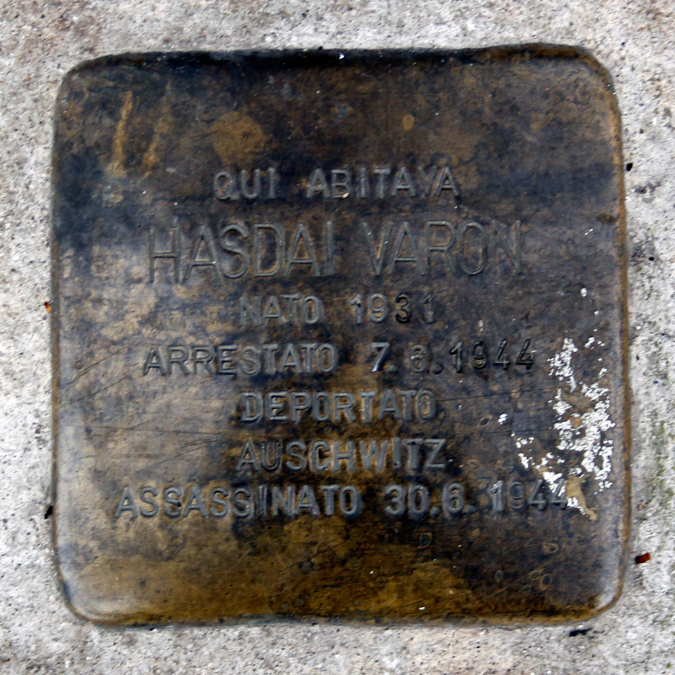 QUI ABITAVA
HASDAI VARON
NATO 1931
ARRESTATO 7.6.1944
DEPORTATO
AUSCHWITZ
ASSASSINATO 30.6.1944